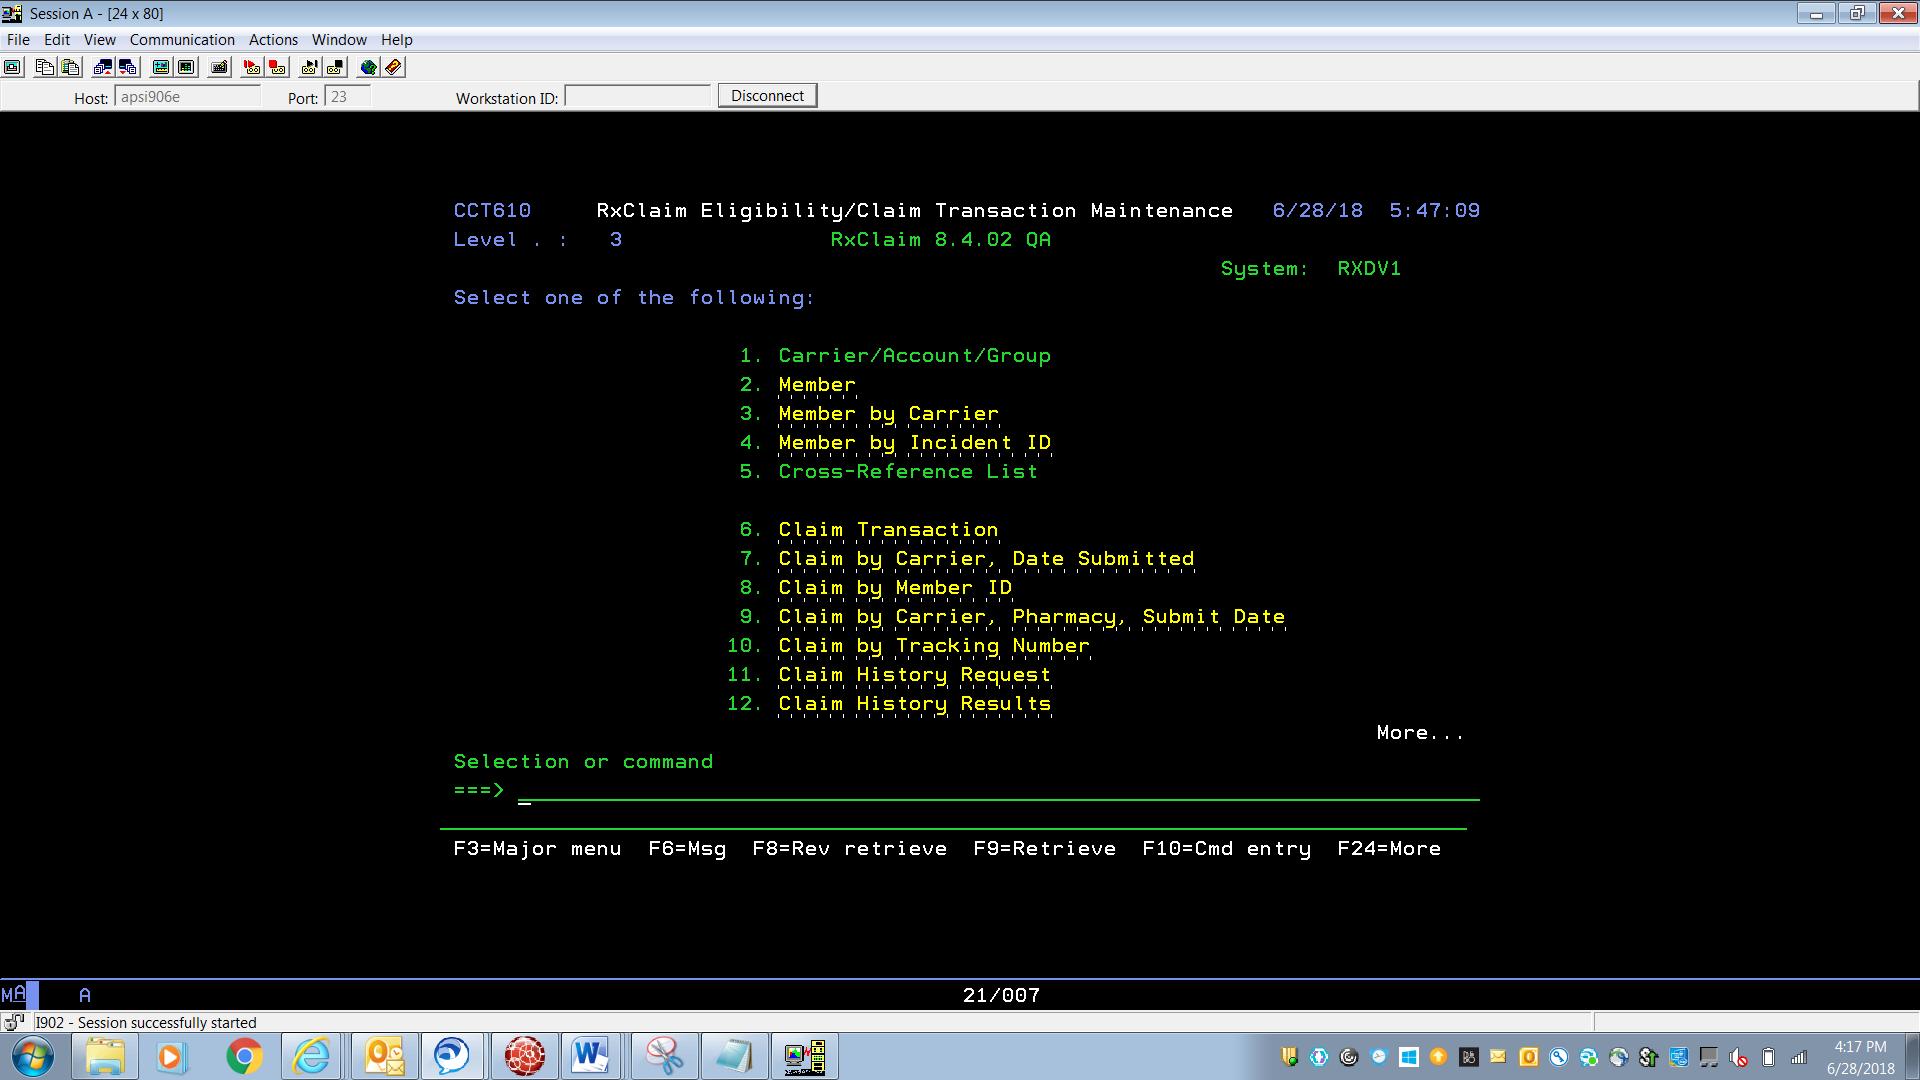 Session A - [24 x 80]
File Edit View Communication Actions Window Help
Host: apsi906e Port: 23 Workstation ID: Disconnect
CCT610 RxClaim Eligibility/Claim Transaction Maintenance 6/28/18 5:47:09
Level . : 3 RxClaim 8.4.02 QA
System: RXDV1
Select one of the following:
1. Carrier/Account/Group
2. Member
3. Member by Carrier
4. Member by Incident ID
5. Cross-Reference List
6. Claim Transaction
7. Claim by Carrier, Date Submitted
8. Claim by Member ID
9. Claim by Carrier, Pharmacy, Submit Date
10. Claim by Tracking Number
11. Claim History Request
12. Claim History Results
More...
Selection or command
===>
F3=Major menu F6=Msg F8=Rev retrieve F9=Retrieve F10=Cmd entry F24=More
MA A 21/007
I902 - Session successfully started
4:17 PM
6/28/2018